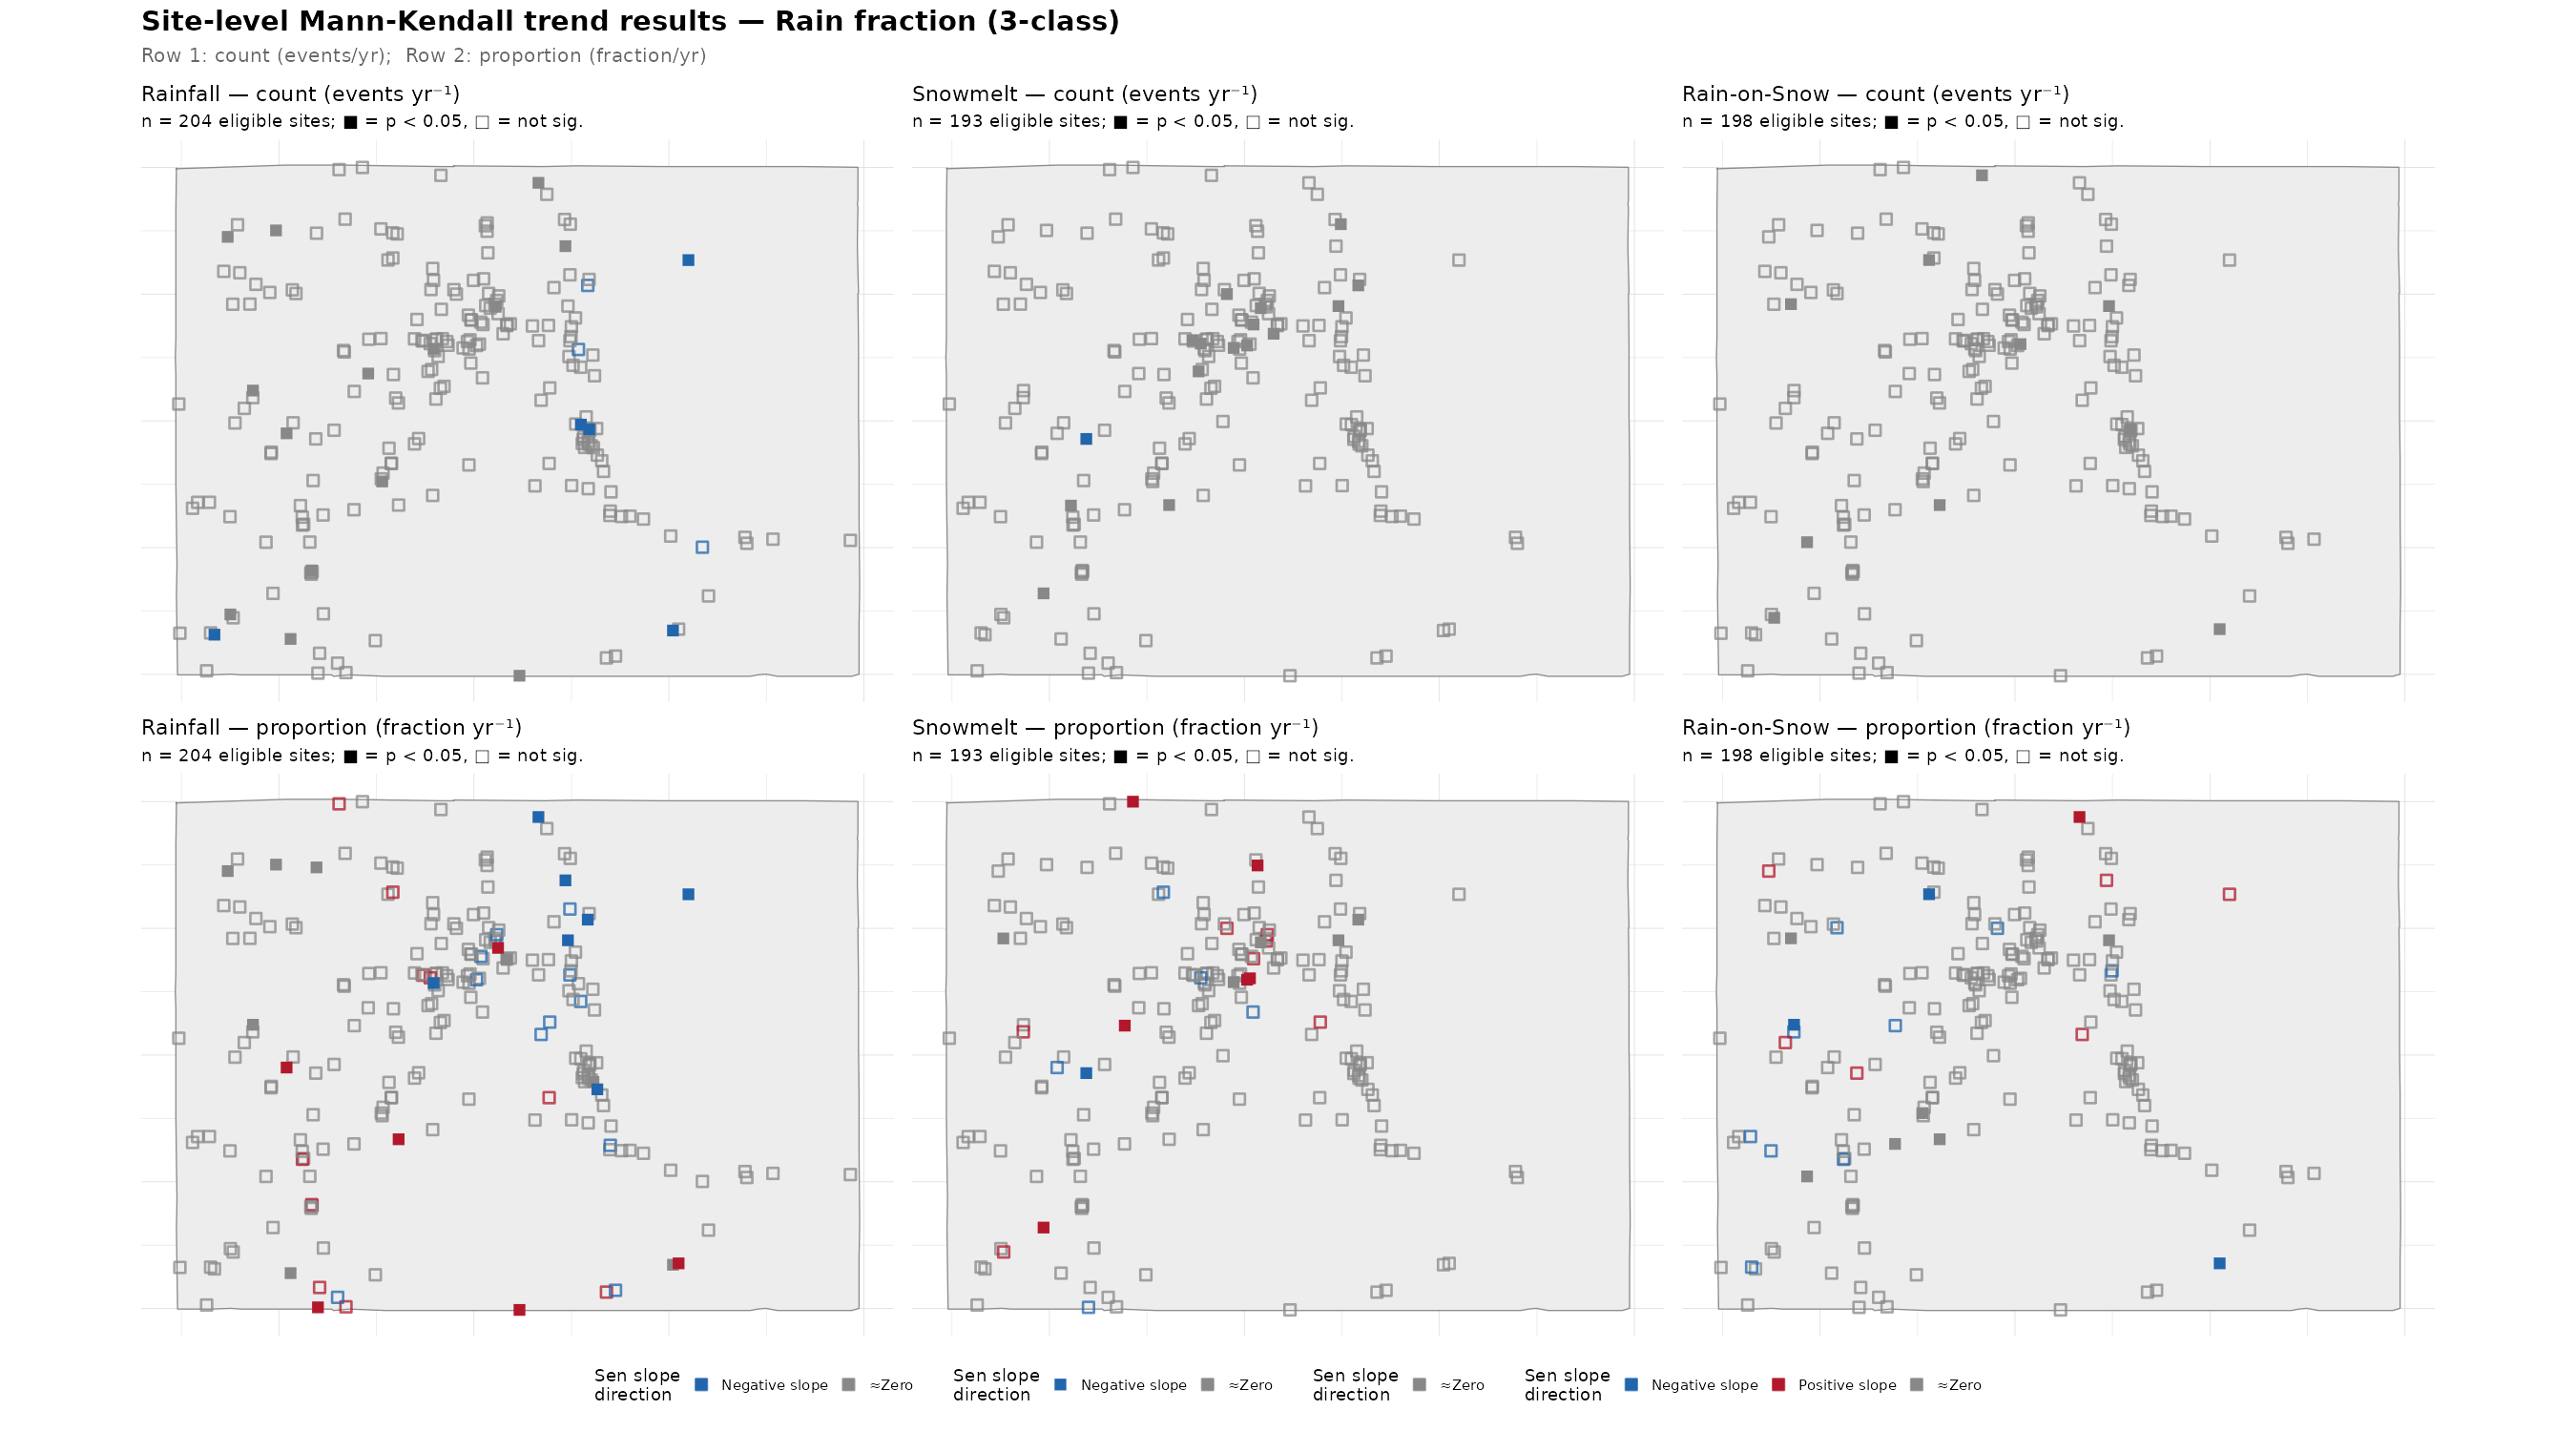 Site-level Mann-Kendall trend results — Rain fraction (3-class)
Row 1: count (events/yr);  Row 2: proportion (fraction/yr)
Rainfall — count (events yr⁻¹)
n = 204 eligible sites; ■ = p < 0.05, □ = not sig.
Snowmelt — count (events yr⁻¹)
n = 193 eligible sites; ■ = p < 0.05, □ = not sig.
Rain-on-Snow — count (events yr⁻¹)
n = 198 eligible sites; ■ = p < 0.05, □ = not sig.
Rainfall — proportion (fraction yr⁻¹)
n = 204 eligible sites; ■ = p < 0.05, □ = not sig.
Snowmelt — proportion (fraction yr⁻¹)
n = 193 eligible sites; ■ = p < 0.05, □ = not sig.
Rain-on-Snow — proportion (fraction yr⁻¹)
n = 198 eligible sites; ■ = p < 0.05, □ = not sig.
Sen slope
direction
Negative slope
≈Zero
Sen slope
direction
Negative slope
≈Zero
Sen slope
direction
≈Zero
Sen slope
direction
Negative slope
Positive slope
≈Zero